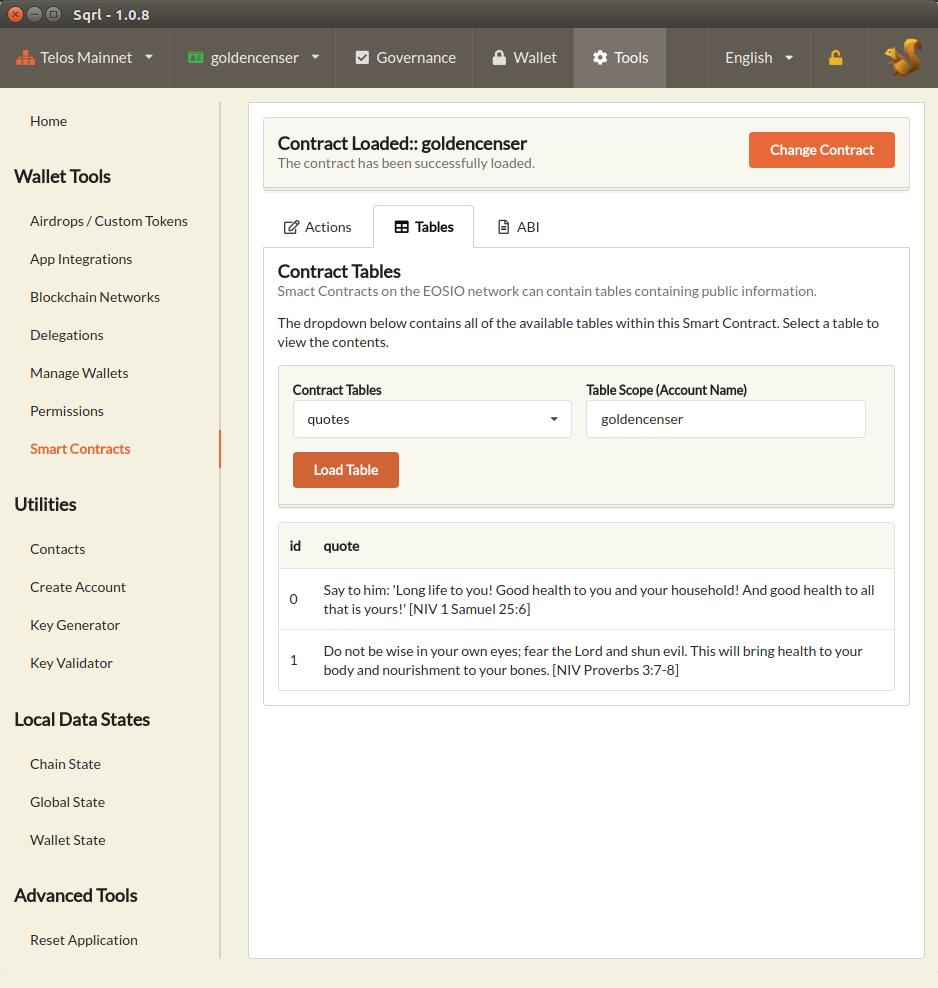 Sqrl - 1.0.8
Telos Mainnet
goldencenser
Governance
Wallet
Tools
English
Home
Wallet Tools
Airdrops / Custom Tokens
App Integrations
Blockchain Networks
Delegations
Manage Wallets
Permissions
Smart Contracts
Utilities
Contacts
Create Account
Key Generator
Key Validator
Local Data States
Chain State
Global State
Wallet State
Advanced Tools
Reset Application
Contract Loaded:: goldencenser
The contract has been successfully loaded.
Change Contract
Actions
Tables
ABI
Contract Tables
Smact Contracts on the EOSIO network can contain tables containing public information.
The dropdown below contains all of the available tables within this Smart Contract. Select a table to
view the contents.
Contract Tables
Table Scope (Account Name)
quotes
goldencenser
Load Table
id quote
0 Say to him: 'Long life to you! Good health to you and your household! And good health to all
that is yours!' [NIV 1 Samuel 25:6]
1 Do not be wise in your own eyes; fear the Lord and shun evil. This will bring health to your
body and nourishment to your bones. [NIV Proverbs 3:7-8]